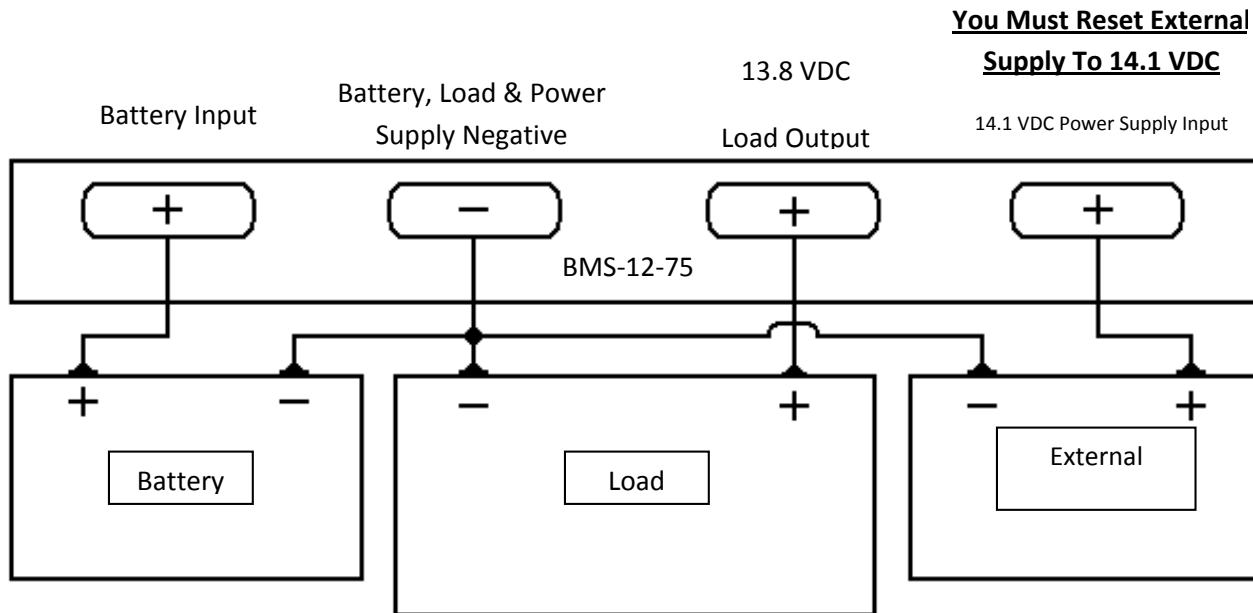 You Must Reset External
Supply To 14.1 VDC
13.8 VDC
Battery Input
Battery, Load & Power
Supply Negative
Load Output
14.1 VDC Power Supply Input
+
−
+
+
BMS-12-75
+
−
−
+
−
+
Battery
Load
External